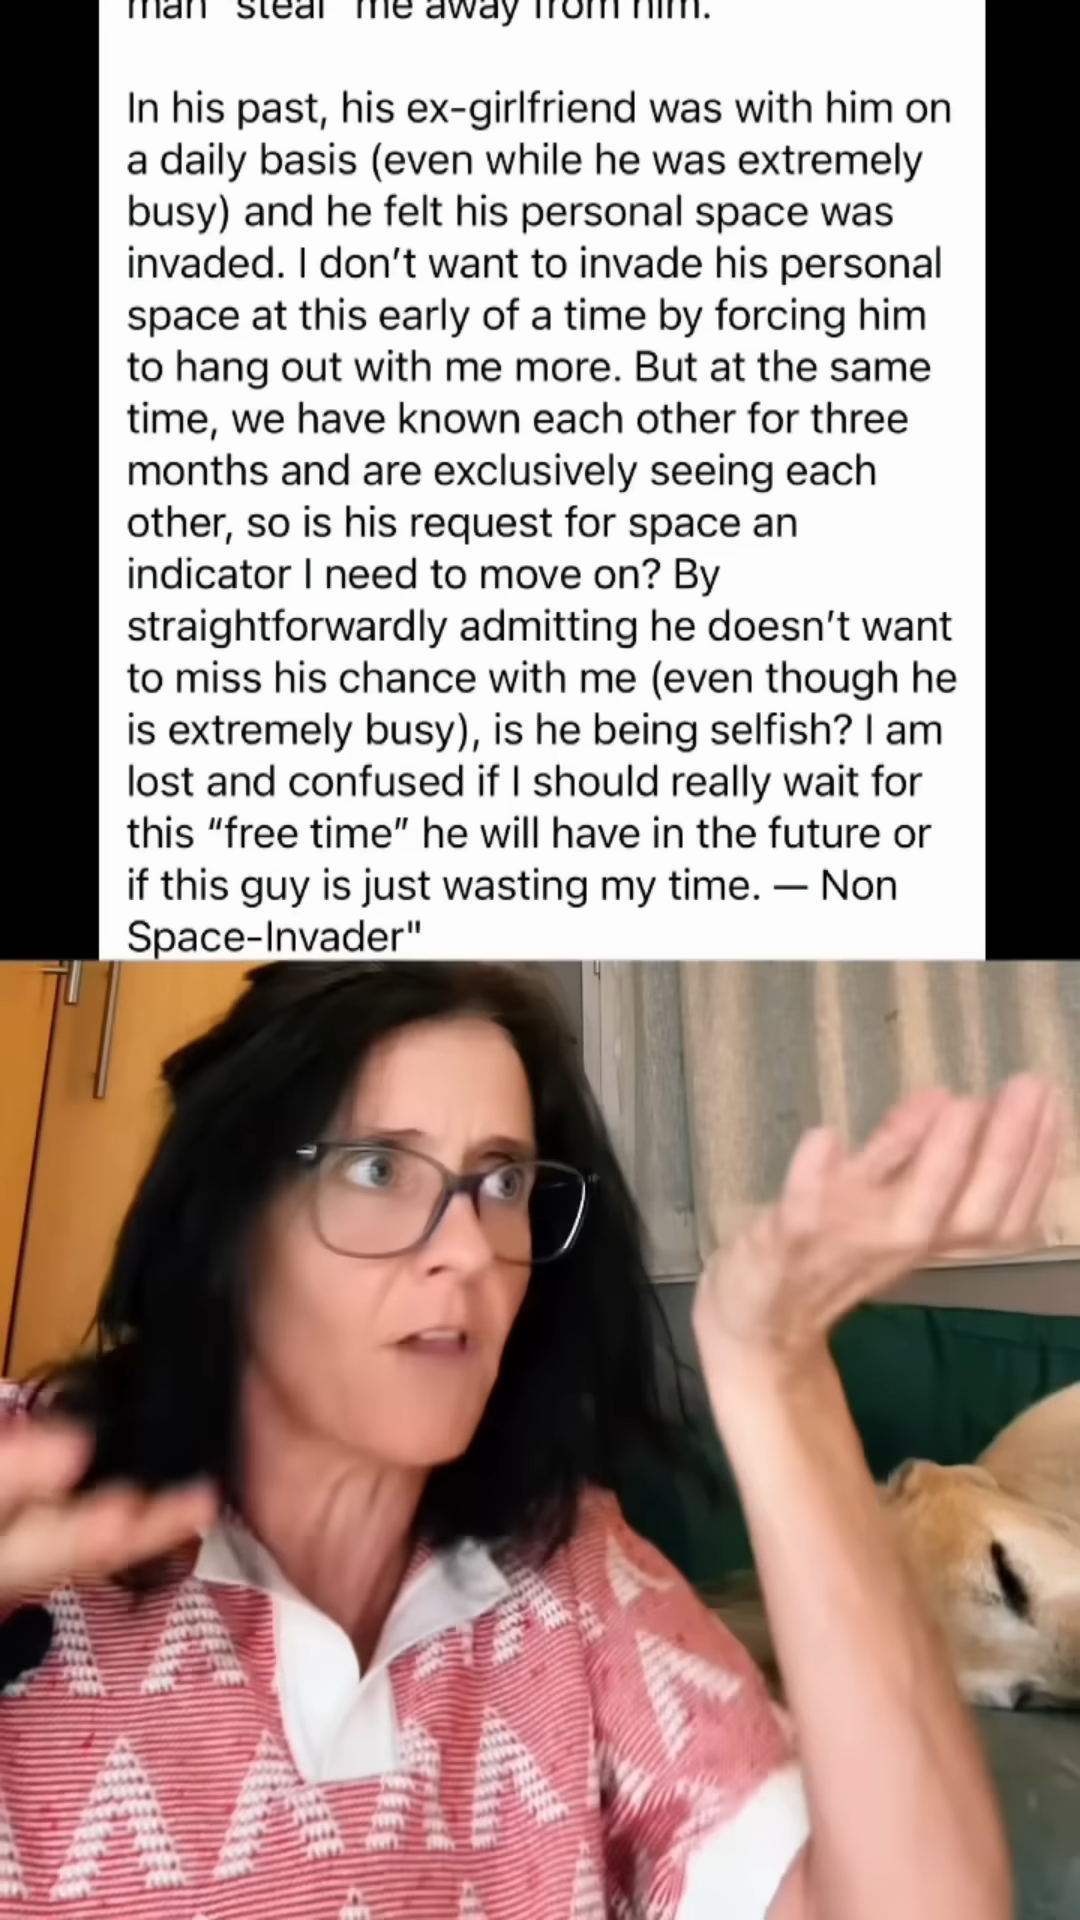 man "steal" me away from him.
In his past, his ex-girlfriend was with him on
a daily basis (even while he was extremely
busy) and he felt his personal space was
invaded. I don’t want to invade his personal
space at this early of a time by forcing him
to hang out with me more. But at the same
time, we have known each other for three
months and are exclusively seeing each
other, so is his request for space an
indicator I need to move on? By
straightforwardly admitting he doesn’t want
to miss his chance with me (even though he
is extremely busy), is he being selfish? I am
lost and confused if I should really wait for
this “free time” he will have in the future or
if this guy is just wasting my time. — Non
Space-Invader"